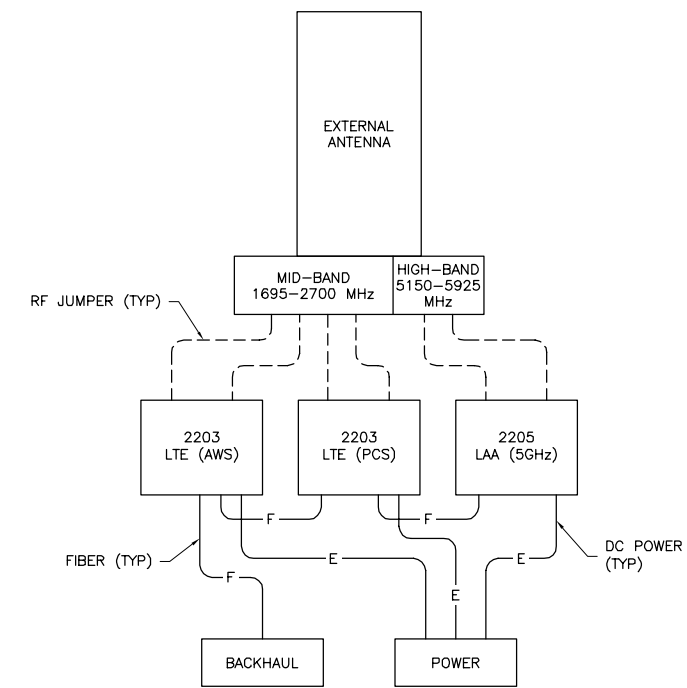 EXTERNAL
ANTENNA
MID-BAND
1695-2700 MHz
HIGH-BAND
5150-5925
MHz
RF JUMPER (TYP)
2203
LTE (AWS)
2203
LTE (PCS)
2205
LAA (5GHz)
F
F
FIBER (TYP)
F
E
E
E
DC POWER
(TYP)
BACKHAUL
POWER